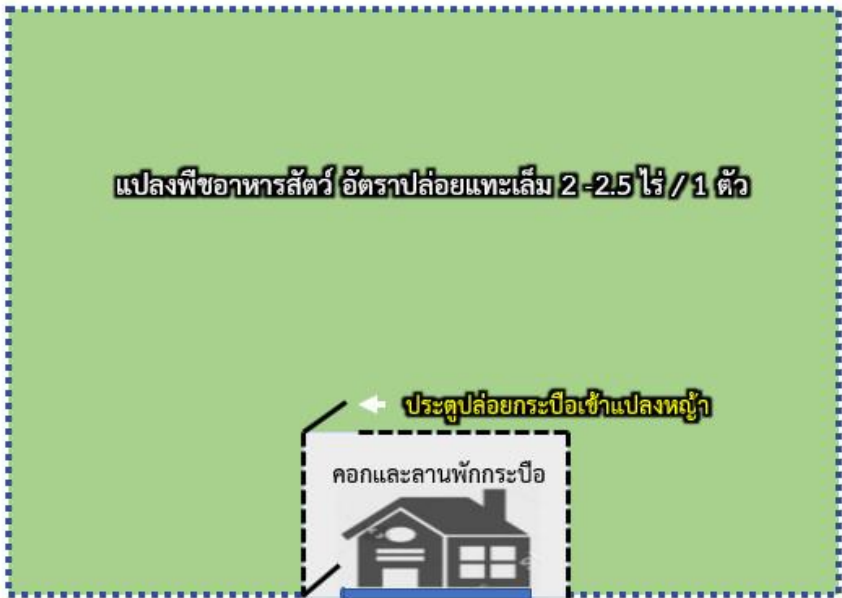 แปลงพืชอาหารสัตว์ อัตราปล่อยแทะเล็ม 2 -2.5 ไร่ / 1 ตัว
ประตูปล่อยกระบือเข้าแปลงหญ้า
คอกและลานพักกระบือ